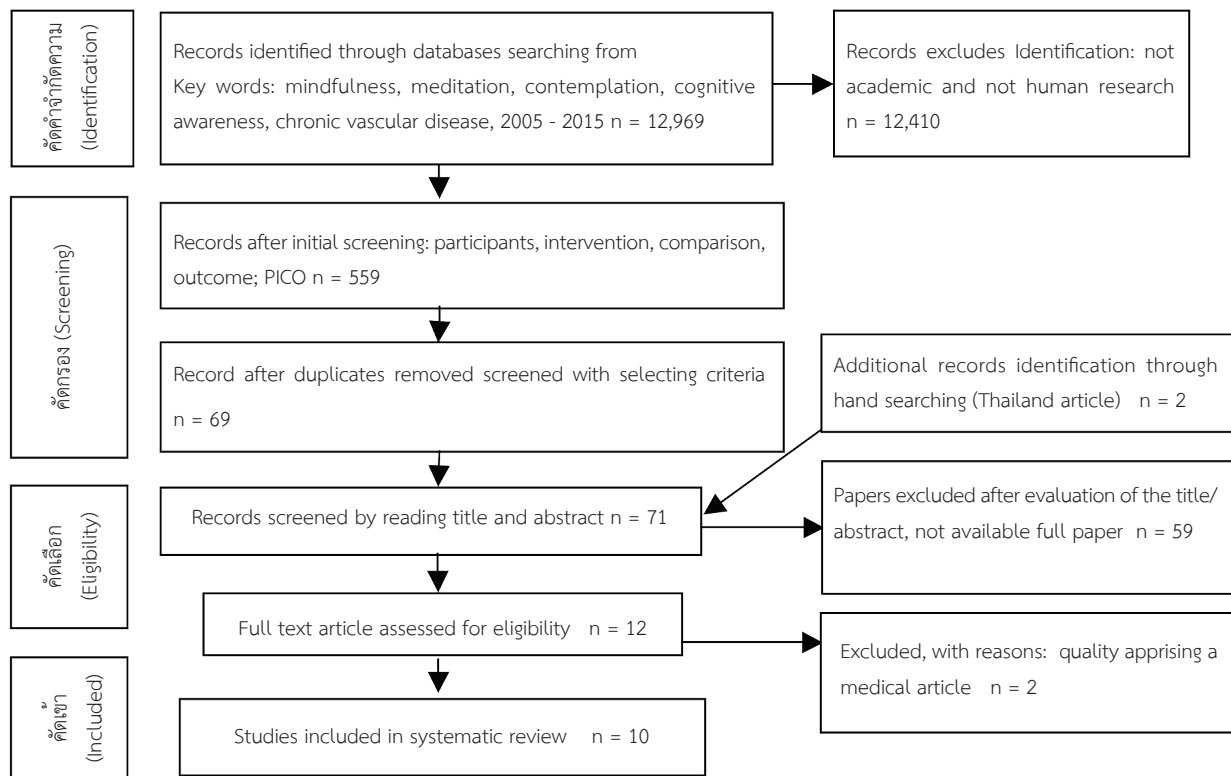 คัดคำจำกัดความ
(Identification)
Records identified through databases searching from
Key words: mindfulness, meditation, contemplation, cognitive
awareness, chronic vascular disease, 2005 - 2015 n = 12,969
Records excludes Identification: not
academic and not human research
n = 12,410
คัดกรอง (Screening)
Records after initial screening: participants, intervention, comparison,
outcome; PICO n = 559
Record after duplicates removed screened with selecting criteria
n = 69
Additional records identification through
hand searching (Thailand article) n = 2
คัดเลือก
(Eligibility)
Records screened by reading title and abstract n = 71
Papers excluded after evaluation of the title/
abstract, not available full paper n = 59
Full text article assessed for eligibility n = 12
Excluded, with reasons: quality apprising a
medical article n = 2
คัดเข้า
(Included)
Studies included in systematic review n = 10